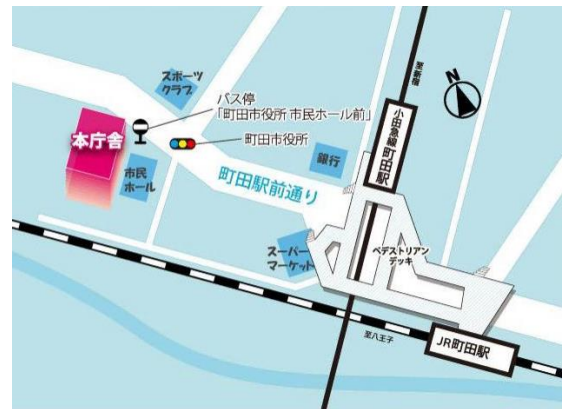 スポーツ
クラブ
バス停
「町田市役所 市民ホール前」
町田市役所
本庁舎
市民
ホール
町田駅前通り
銀行
至新宿
小田急線町田駅
N
スーパー
マーケット
ペデストリアン
デッキ
至八王子
JR町田駅